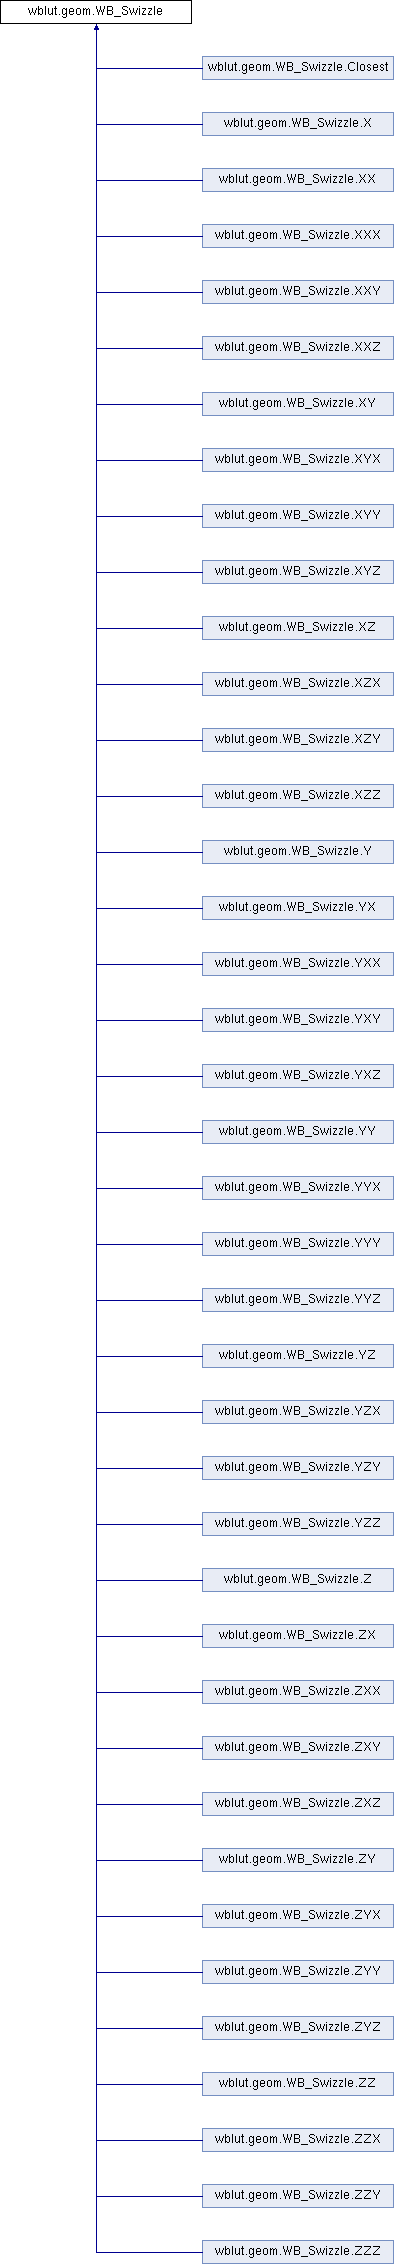 wblut.geom.WB_Swizzle
wblut.geom.WB_Swizzle.Closest
wblut.geom.WB_Swizzle.X
wblut.geom.WB_Swizzle.XX
wblut.geom.WB_Swizzle.XXX
wblut.geom.WB_Swizzle.XXY
wblut.geom.WB_Swizzle.XXZ
wblut.geom.WB_Swizzle.XY
wblut.geom.WB_Swizzle.XYX
wblut.geom.WB_Swizzle.XYY
wblut.geom.WB_Swizzle.XYZ
wblut.geom.WB_Swizzle.XZ
wblut.geom.WB_Swizzle.XZX
wblut.geom.WB_Swizzle.XZY
wblut.geom.WB_Swizzle.XZZ
wblut.geom.WB_Swizzle.Y
wblut.geom.WB_Swizzle.YX
wblut.geom.WB_Swizzle.YXX
wblut.geom.WB_Swizzle.YXY
wblut.geom.WB_Swizzle.YXZ
wblut.geom.WB_Swizzle.YY
wblut.geom.WB_Swizzle.YYX
wblut.geom.WB_Swizzle.YYY
wblut.geom.WB_Swizzle.YYZ
wblut.geom.WB_Swizzle.YZ
wblut.geom.WB_Swizzle.YZX
wblut.geom.WB_Swizzle.YZY
wblut.geom.WB_Swizzle.YZZ
wblut.geom.WB_Swizzle.Z
wblut.geom.WB_Swizzle.ZX
wblut.geom.WB_Swizzle.ZXX
wblut.geom.WB_Swizzle.ZXY
wblut.geom.WB_Swizzle.ZXZ
wblut.geom.WB_Swizzle.ZY
wblut.geom.WB_Swizzle.ZYX
wblut.geom.WB_Swizzle.ZYY
wblut.geom.WB_Swizzle.ZYZ
wblut.geom.WB_Swizzle.ZZ
wblut.geom.WB_Swizzle.ZZX
wblut.geom.WB_Swizzle.ZZY
wblut.geom.WB_Swizzle.ZZZ